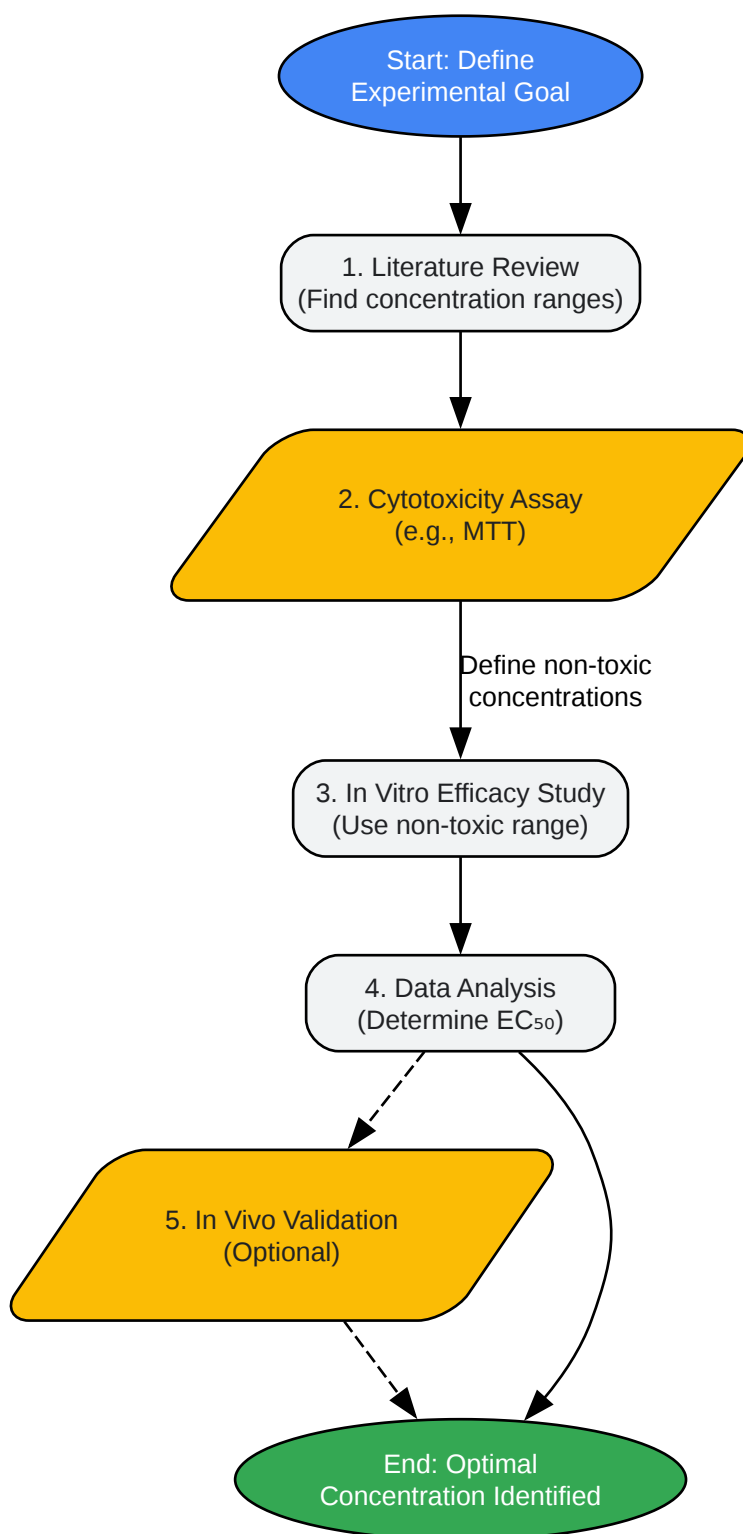 Start: Define
Experimental Goal
1. Literature Review
(Find concentration ranges)
2. Cytotoxicity Assay
(e.g., MTT)
Define non-toxic
concentrations
3. In Vitro Efficacy Study
(Use non-toxic range)
4. Data Analysis
(Determine EC₅₀)
5. In Vivo Validation
(Optional)
End: Optimal
Concentration Identified